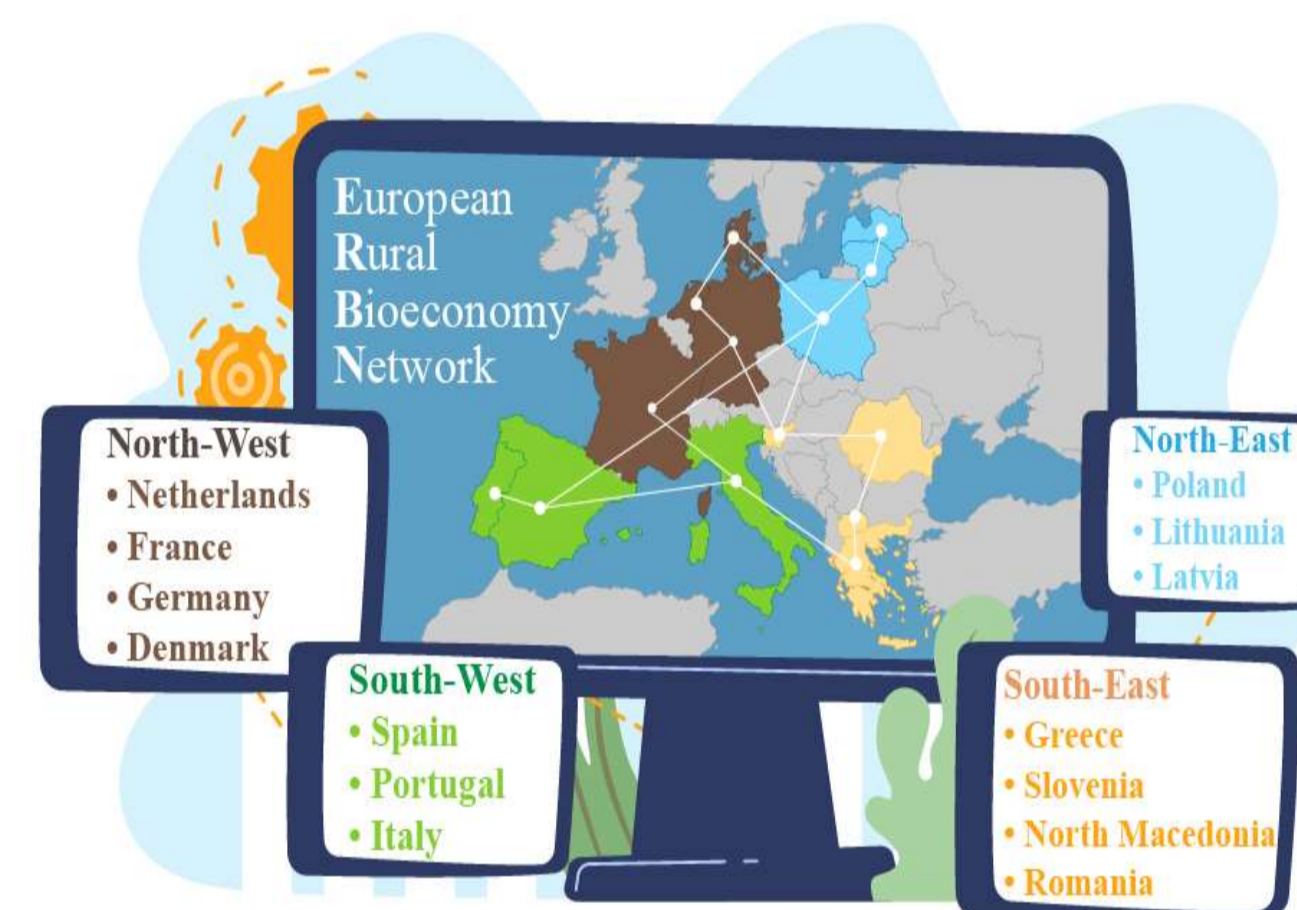 European
Rural
Bioeconomy
Network
North-West
• Netherlands
• France
• Germany
• Denmark
South-West
• Spain
• Portugal
• Italy
North-East
• Poland
• Lithuania
• Latvia
South-East
• Greece
• Slovenia
• North Macedonia
• Romania